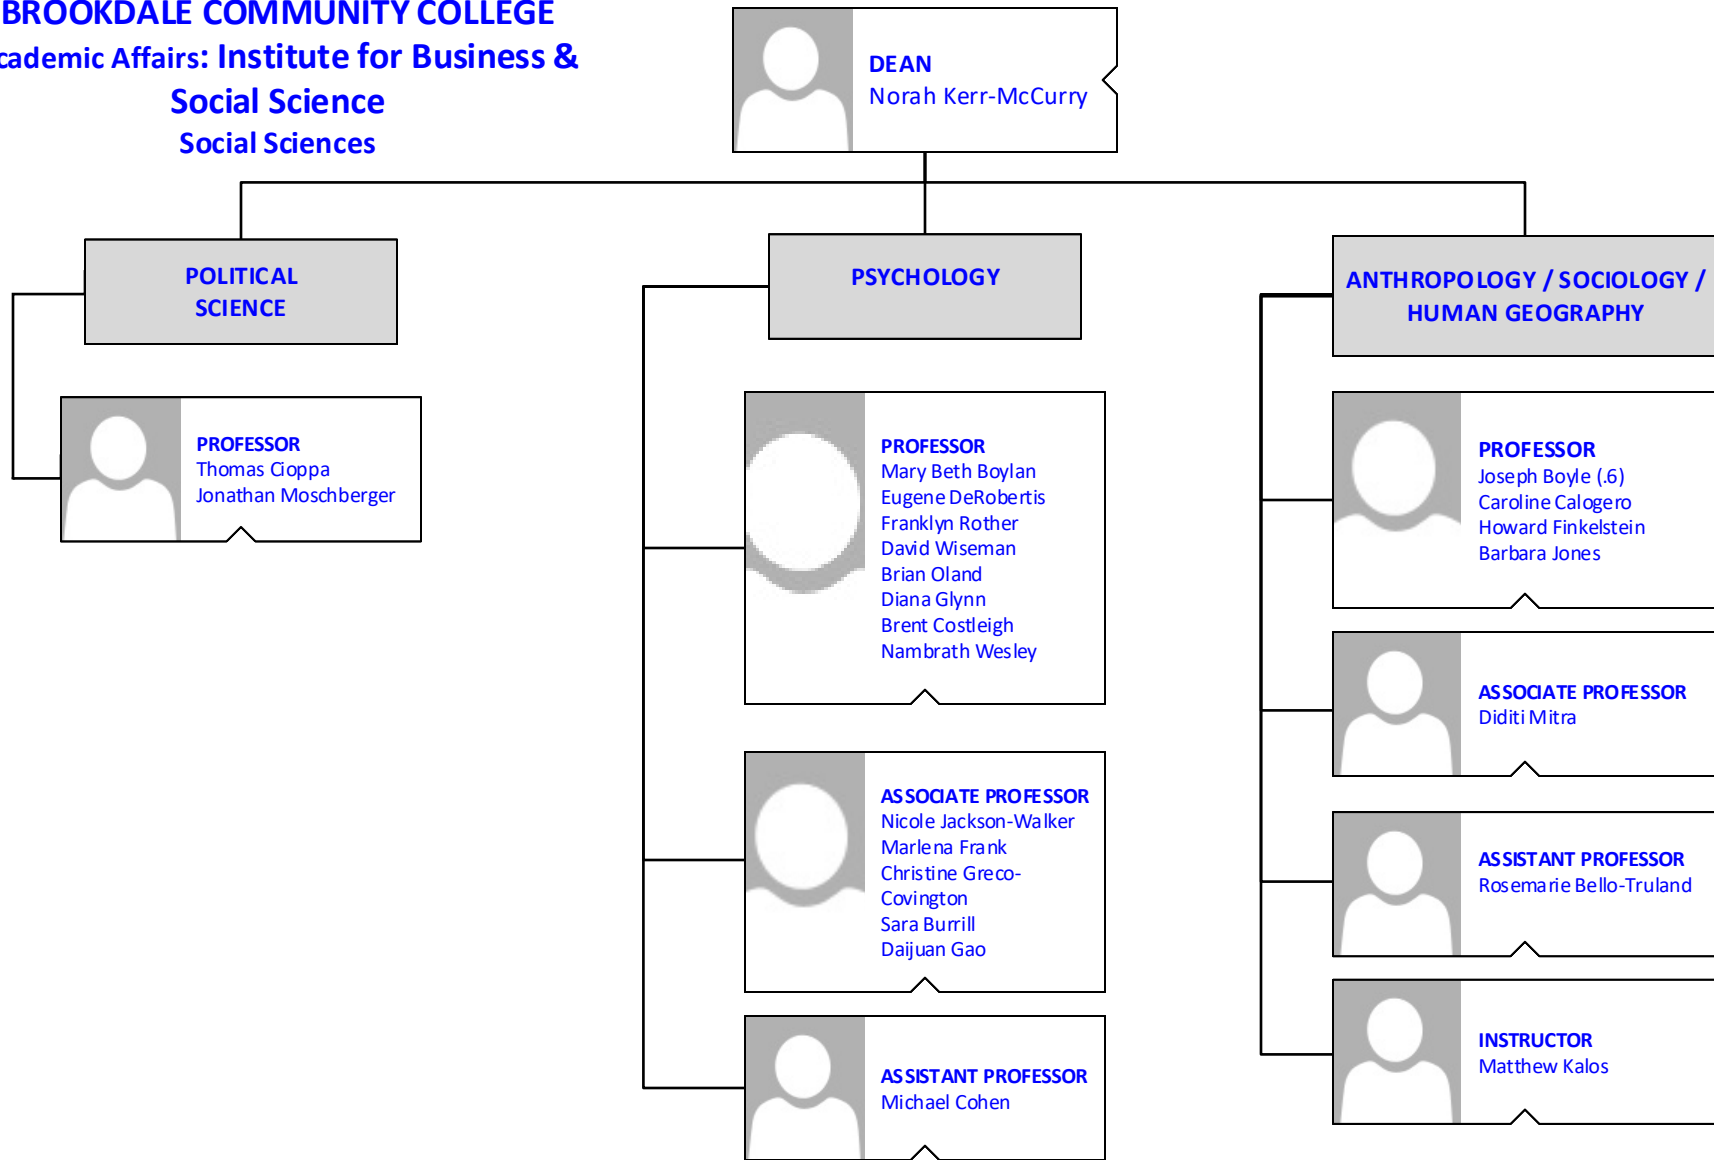 BROOKDALE COMMUNITY COLLEGE
cademic Affairs: Institute for Business &
Social Science
Social Sciences
DEAN
Norah Kerr-McCurry
POLITICAL
SCIENCE
PROFESSOR
Thomas Cioppa
Jonathan Moschberger
PSYCHOLOGY
PROFESSOR
Mary Beth Boylan
Eugene DeRobertis
Franklyn Rother
David Wiseman
Brian Oland
Diana Glynn
Brent Costleigh
Nambrath Wesley
ASSOCIATE PROFESSOR
Nicole Jackson-Walker
Marlena Frank
Christine Greco-
Covington
Sara Burrill
Daijuan Gao
ASSISTANT PROFESSOR
Michael Cohen
ANTHROPOLOGY / SOCIOLOGY /
HUMAN GEOGRAPHY
PROFESSOR
Joseph Boyle (.6)
Caroline Calogero
Howard Finkelstein
Barbara Jones
ASSOCIATE PROFESSOR
Diditi Mitra
ASSISTANT PROFESSOR
Rosemarie Bello-Truland
INSTRUCTOR
Matthew Kalos